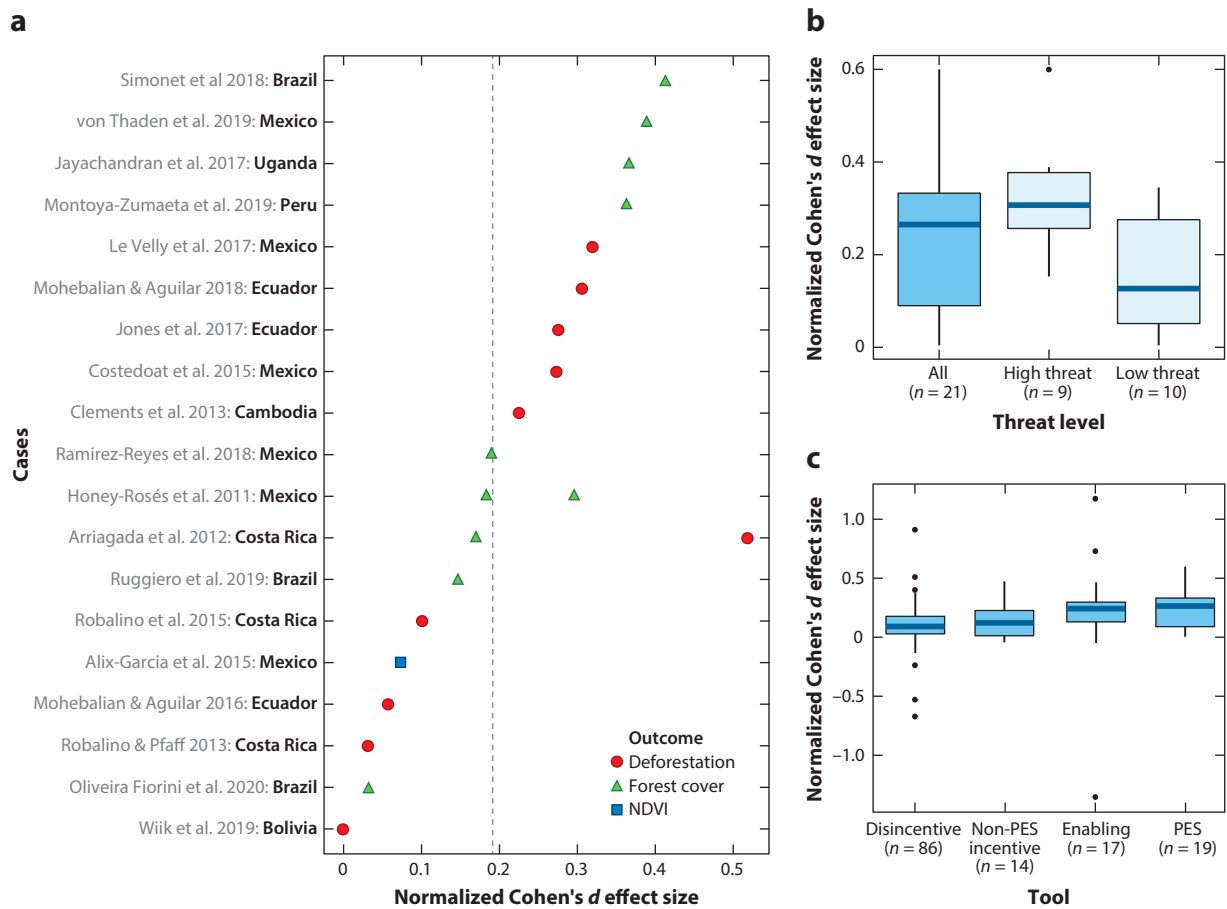 a
Simonet et al 2018: Brazil
von Thaden et al. 2019: Mexico
Jayachandran et al. 2017: Uganda
Montoya-Zumaeta et al. 2019: Peru
Le Velly et al. 2017: Mexico
Mohebalian & Aguilar 2018: Ecuador
Jones et al. 2017: Ecuador
Costedoat et al. 2015: Mexico
Clements et al. 2013: Cambodia
Ramirez-Reyes et al. 2018: Mexico
Honey-Rosés et al. 2011: Mexico
Arriagada et al. 2012: Costa Rica
Ruggiero et al. 2019: Brazil
Robalino et al. 2015: Costa Rica
Alix-Garcia et al. 2015: Mexico
Mohebalian & Aguilar 2016: Ecuador
Robalino & Pfaff 2013: Costa Rica
Oliveira Fiorini et al. 2020: Brazil
Wiik et al. 2019: Bolivia
Cases
Outcome
Deforestation
Forest cover
NDVI
0 0.1 0.2 0.3 0.4 0.5
Normalized Cohen's d effect size
b
Normalized Cohen's d effect size
0.6
0.4
0.2
0
All High threat Low threat
(n = 21) (n = 9) (n = 10)
Threat level
c
Normalized Cohen's d effect size
1.0
0.5
0
−0.5
−1.0
Disincentive Non-PES Enabling PES
(n = 86) incentive (n = 17) (n = 19)
(n = 14)
Tool